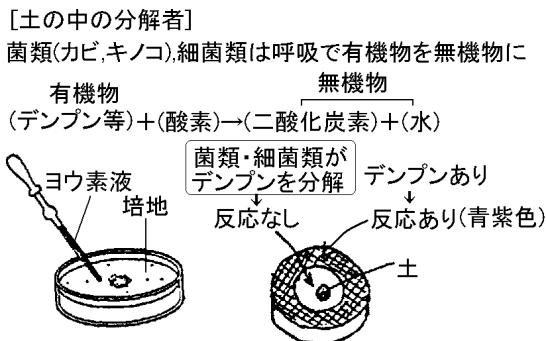 [土の中の分解者]
菌類(カビ,キノコ),細菌類は呼吸で有機物を無機物に
無機物
有機物
(デンプン等)＋(酸素)→(二酸化炭素)＋(水)
菌類・細菌類が
デンプンを分解
デンプンあり
ヨウ素液
培地
反応なし
反応あり(青紫色)
土